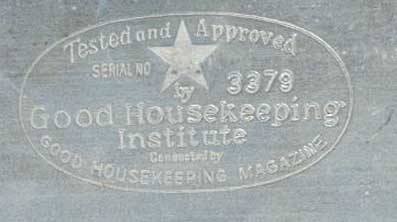 Tested and Approved
SERIAL NO 3379
by
Good Housekeeping
Institute
Conducted by
GOOD HOUSEKEEPING MAGAZINE